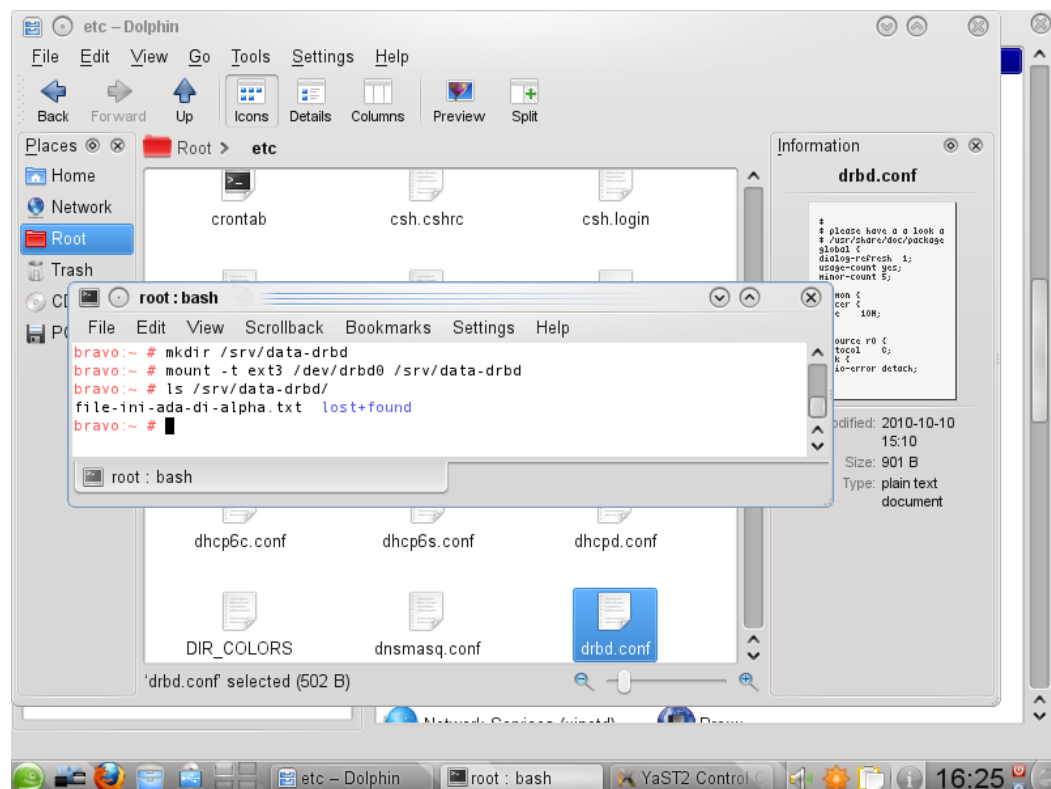 etc – Dolphin
File Edit View Go Tools Settings Help
Back Forward Up Icons Details Columns Preview Split
Places
Root > etc
Information
Home
Network
Root
Trash
crontab
csh.cshrc
csh.login
drbd.conf
#
# please have a a look a
# /usr/share/doc/package
global {
dialog-refresh 1;
usage-count yes;
minor-count 5;
10M;
r0 {
C;
io-error detach;
root : bash
File Edit View Scrollback Bookmarks Settings Help
bravo:~ # mkdir /srv/data-drbd
bravo:~ # mount -t ext3 /dev/drbd0 /srv/data-drbd
bravo:~ # ls /srv/data-drbd/
file-ini-ada-di-alpha.txt lost+found
bravo:~ #
root : bash
2010-10-10
15:10
Size: 901 B
Type: plain text
document
dhcp6c.conf
dhcp6s.conf
dhcpd.conf
DIR_COLORS
dnsmasq.conf
drbd.conf
'drbd.conf' selected (502 B)
etc – Dolphin
root : bash
YaST2 Control C
16:25